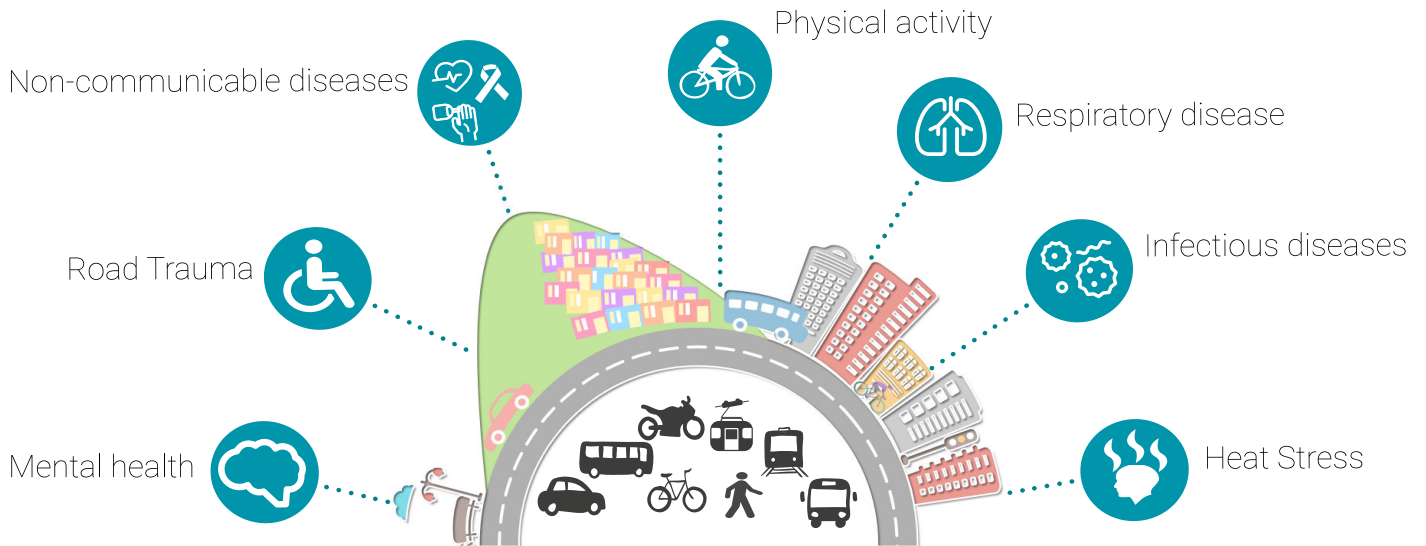 Physical activity
Non-communicable diseases
Respiratory disease
Infectious diseases
Road Trauma
Mental health
Heat Stress